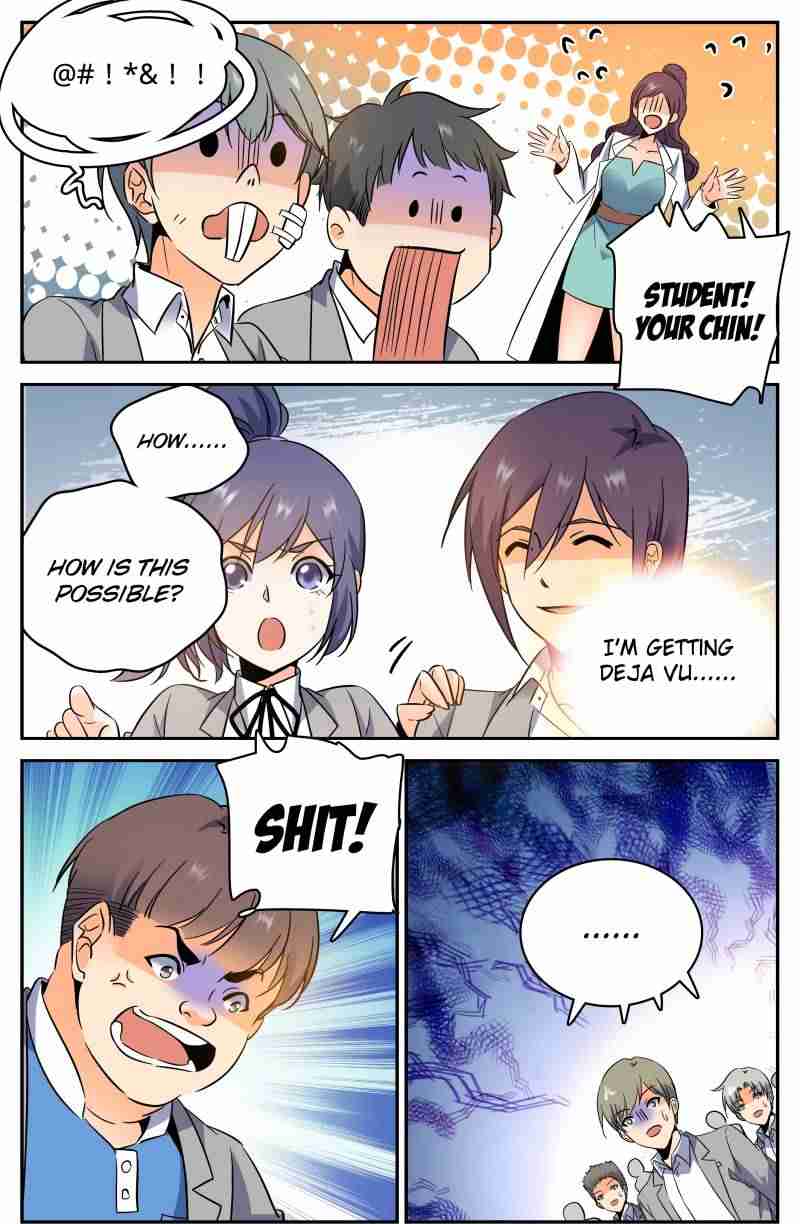 @#！*&！！
STUDENT!
YOUR CHIN!
HOW......
HOW IS THIS
POSSIBLE?
I'M GETTING
DEJA VU......
SHIT!
......